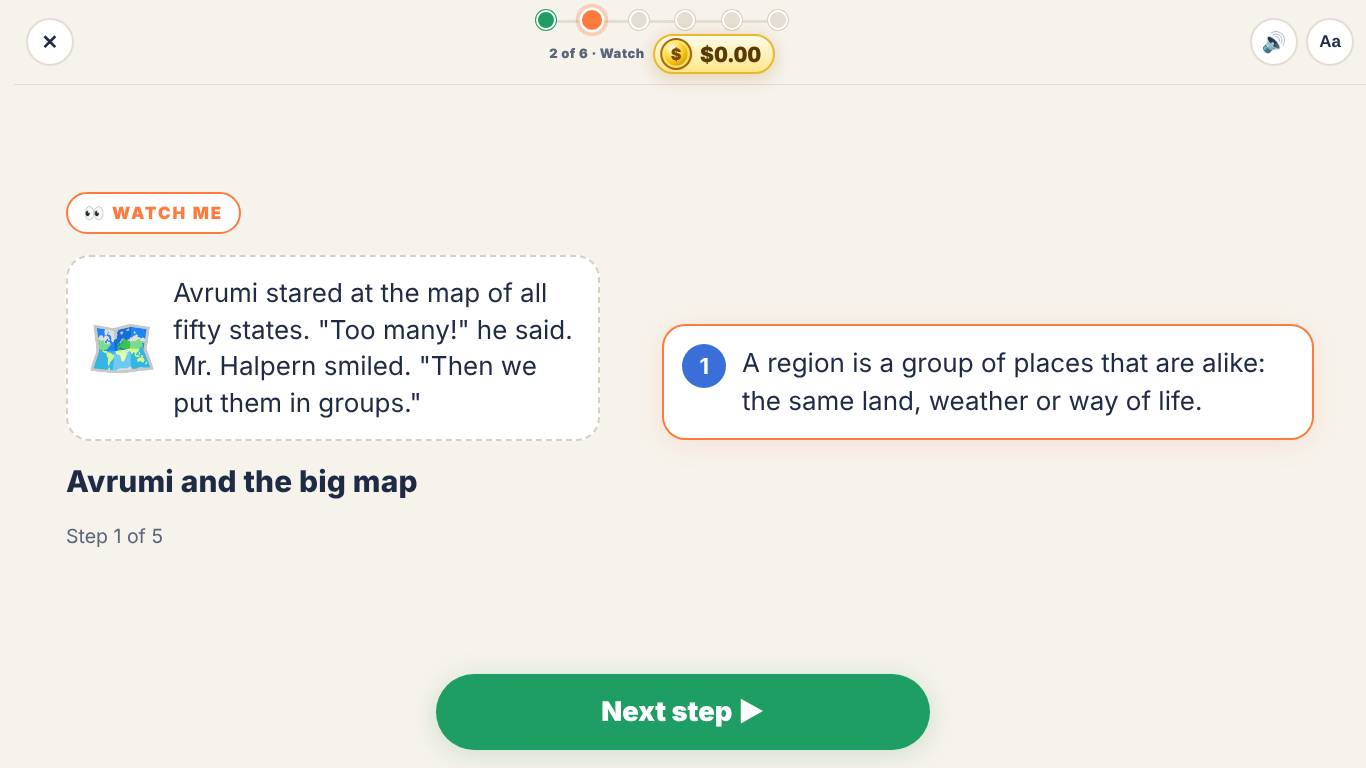 ✕
2 of 6 · Watch
$ $0.00
Aa
👀 WATCH ME
Avrumi stared at the map of all
fifty states. "Too many!" he said.
Mr. Halpern smiled. "Then we
put them in groups."
Avrumi and the big map
Step 1 of 5
1
A region is a group of places that are alike:
the same land, weather or way of life.
Next step ▶